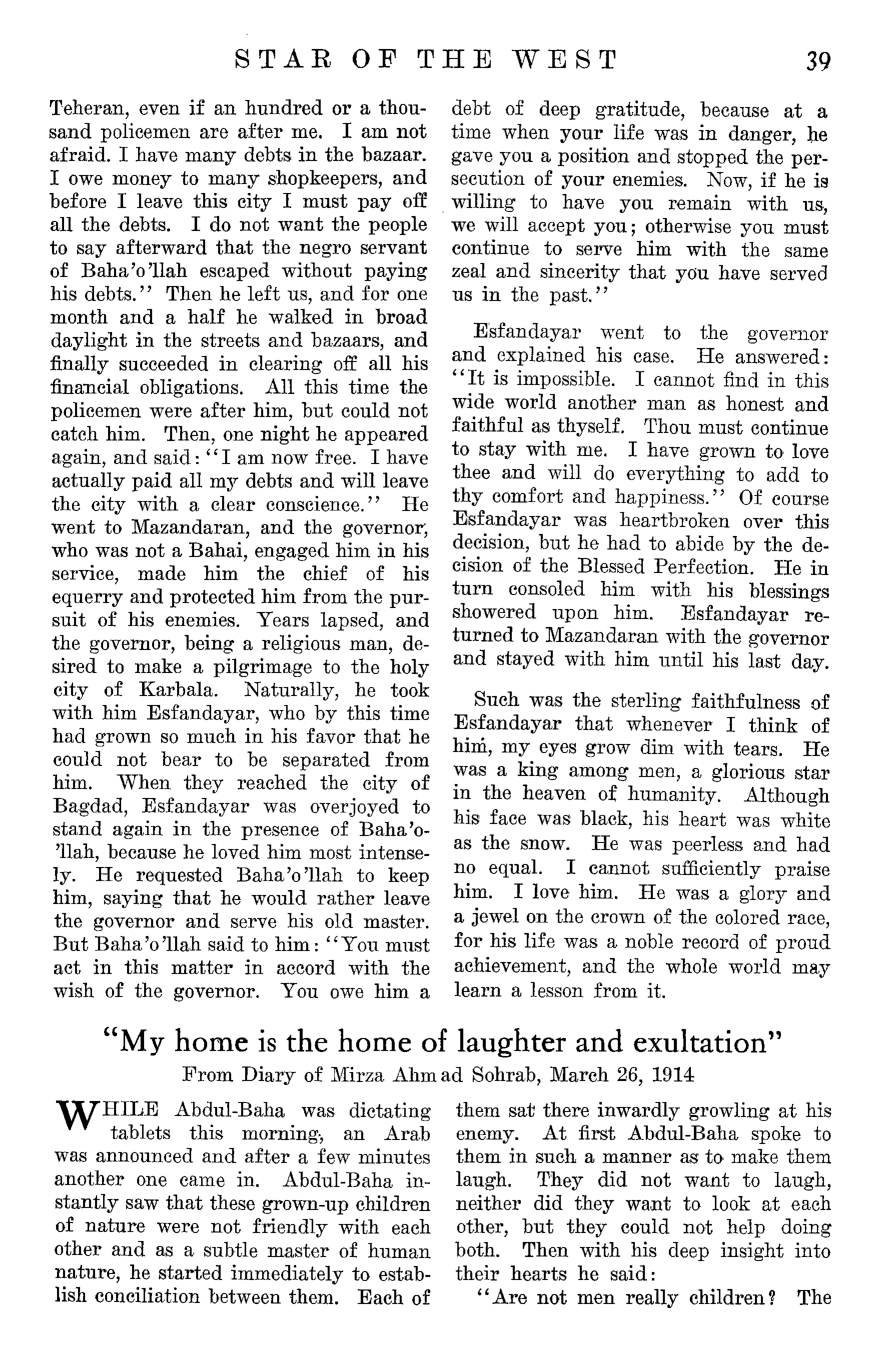 STAR OF THE WEST 39
Teheran, even if an hundred or a thou-
sand policemen are after me. I am not
afraid. I have many debts in the bazaar.
I owe money to many shopkeepers, and
before I leave this city I must pay off
all the debts. I do not want the people
to say afterward that the negro servant
of Baha'o'llah escaped without paying
his debts.'' Then he left us, and for one
month and a half he walked in broad
daylight in the streets and bazaars, and
finally succeeded in clearing off all his
financial obligations. All this time the
policemen were after him, but could not
catch him. Then, one night he appeared
again, and said: ``I am now free. I have
actually paid all my debts and will leave
the city with a clear conscience.'' He
went to Mazandaran, and the governor,
who was not a Bahai, engaged him in his
service, made him the chief of his
equerry and protected him from the pur-
suit of his enemies. Years lapsed, and
the governor, being a religious man, de-
sired to make a pilgrimage to the holy
city of Karbala. Naturally, he took
with him Esfandayar, who by this time
had grown so much in his favor that he
could not bear to be separated from
him. When they reached the city of
Bagdad, Esfandayar was overjoyed to
stand again in the presence of Baha'o-
'llah, because he loved him most intense-
ly. He requested Baha'o'llah to keep
him, saying that he would rather leave
the governor and serve his old master.
But Baha'o'llah said to him: ``You must
act in this matter in accord with the
wish of the governor. You owe him a
debt of deep gratitude, because at a
time when your life was in danger, he
gave you a position and stopped the per-
secution of your enemies. Now, if he is
willing to have you remain with us,
we will accept you; otherwise you must
continue to serve him with the same
zeal and sincerity that you have served
us in the past.''
Esfandayar went to the governor
and explained his case. He answered:
``It is impossible. I cannot find in this
wide world another man as honest and
faithful as thyself. Thou must continue
to stay with me. I have grown to love
thee and will do everything to add to
thy comfort and happiness.'' Of course
Esfandayar was heartbroken over this
decision, but he had to abide by the de-
cision of the Blessed Perfection. He in
turn consoled him with his blessings
showered upon him. Esfandayar re-
turned to Mazandaran with the governor
and stayed with him until his last day.
Such was the sterling faithfulness of
Esfandayar that whenever I think of
him, my eyes grow dim with tears. He
was a king among men, a glorious star
in the heaven of humanity. Although
his face was black, his heart was white
as the snow. He was peerless and had
no equal. I cannot sufficiently praise
him. I love him. He was a glory and
a jewel on the crown of the colored race,
for his life was a noble record of proud
achievement, and the whole world may
learn a lesson from it.
"My home is the home of laughter and exultation"
From Diary of Mirza Ahmad Sohrab, March 26, 1914
WHILE Abdul-Baha was dictating
tablets this morning, an Arab
was announced and after a few minutes
another one came in. Abdul-Baha in-
stantly saw that these grown-up children
of nature were not friendly with each
other and as a subtle master of human
nature, he started immediately to estab-
lish conciliation between them. Each of
them sat there inwardly growling at his
enemy. At first Abdul-Baha spoke to
them in such a manner as to make them
laugh. They did not want to laugh,
neither did they want to look at each
other, but they could not help doing
both. Then with his deep insight into
their hearts he said:
``Are not men really children? The